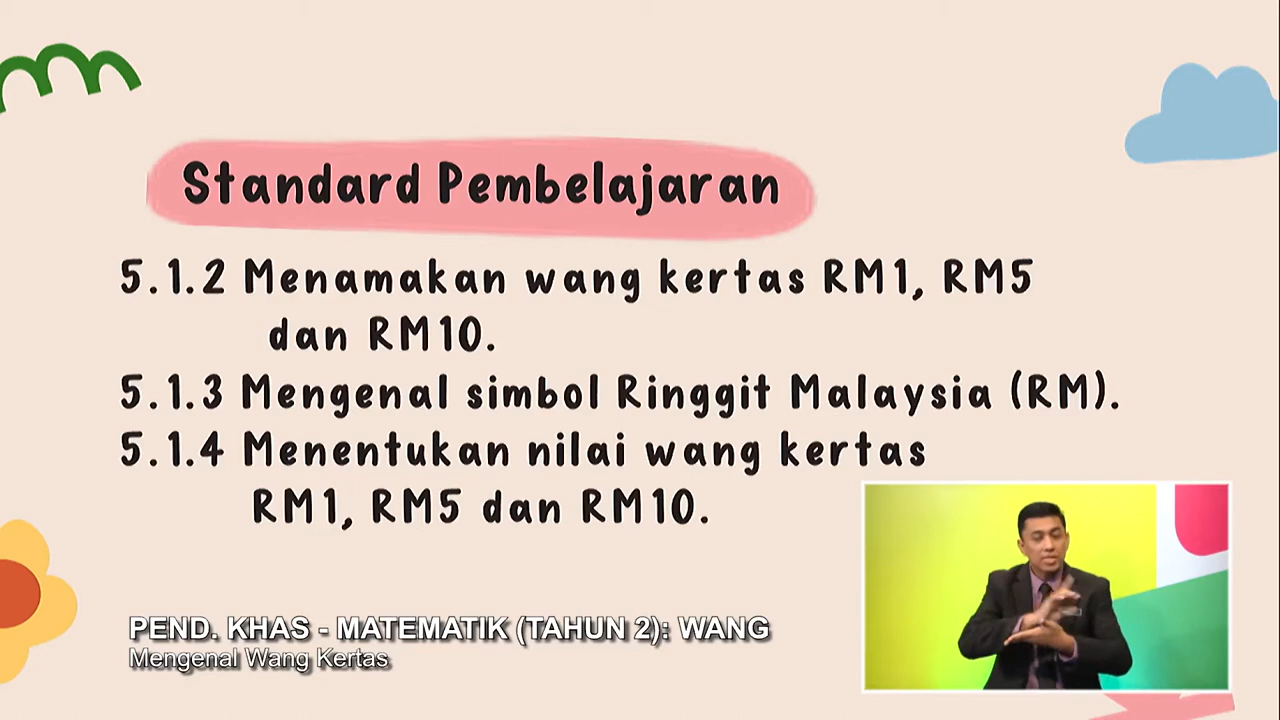 Standard Pembelajaran
5.1.2 Menamakan wang kertas RM1, RM5
dan RM10.
5.1.3 Mengenal simbol Ringgit Malaysia (RM).
5.1.4 Menentukan nilai wang kertas
RM1, RM5 dan RM10.
PEND. KHAS - MATEMATIK (TAHUN 2): WANG
Mengenal Wang Kertas